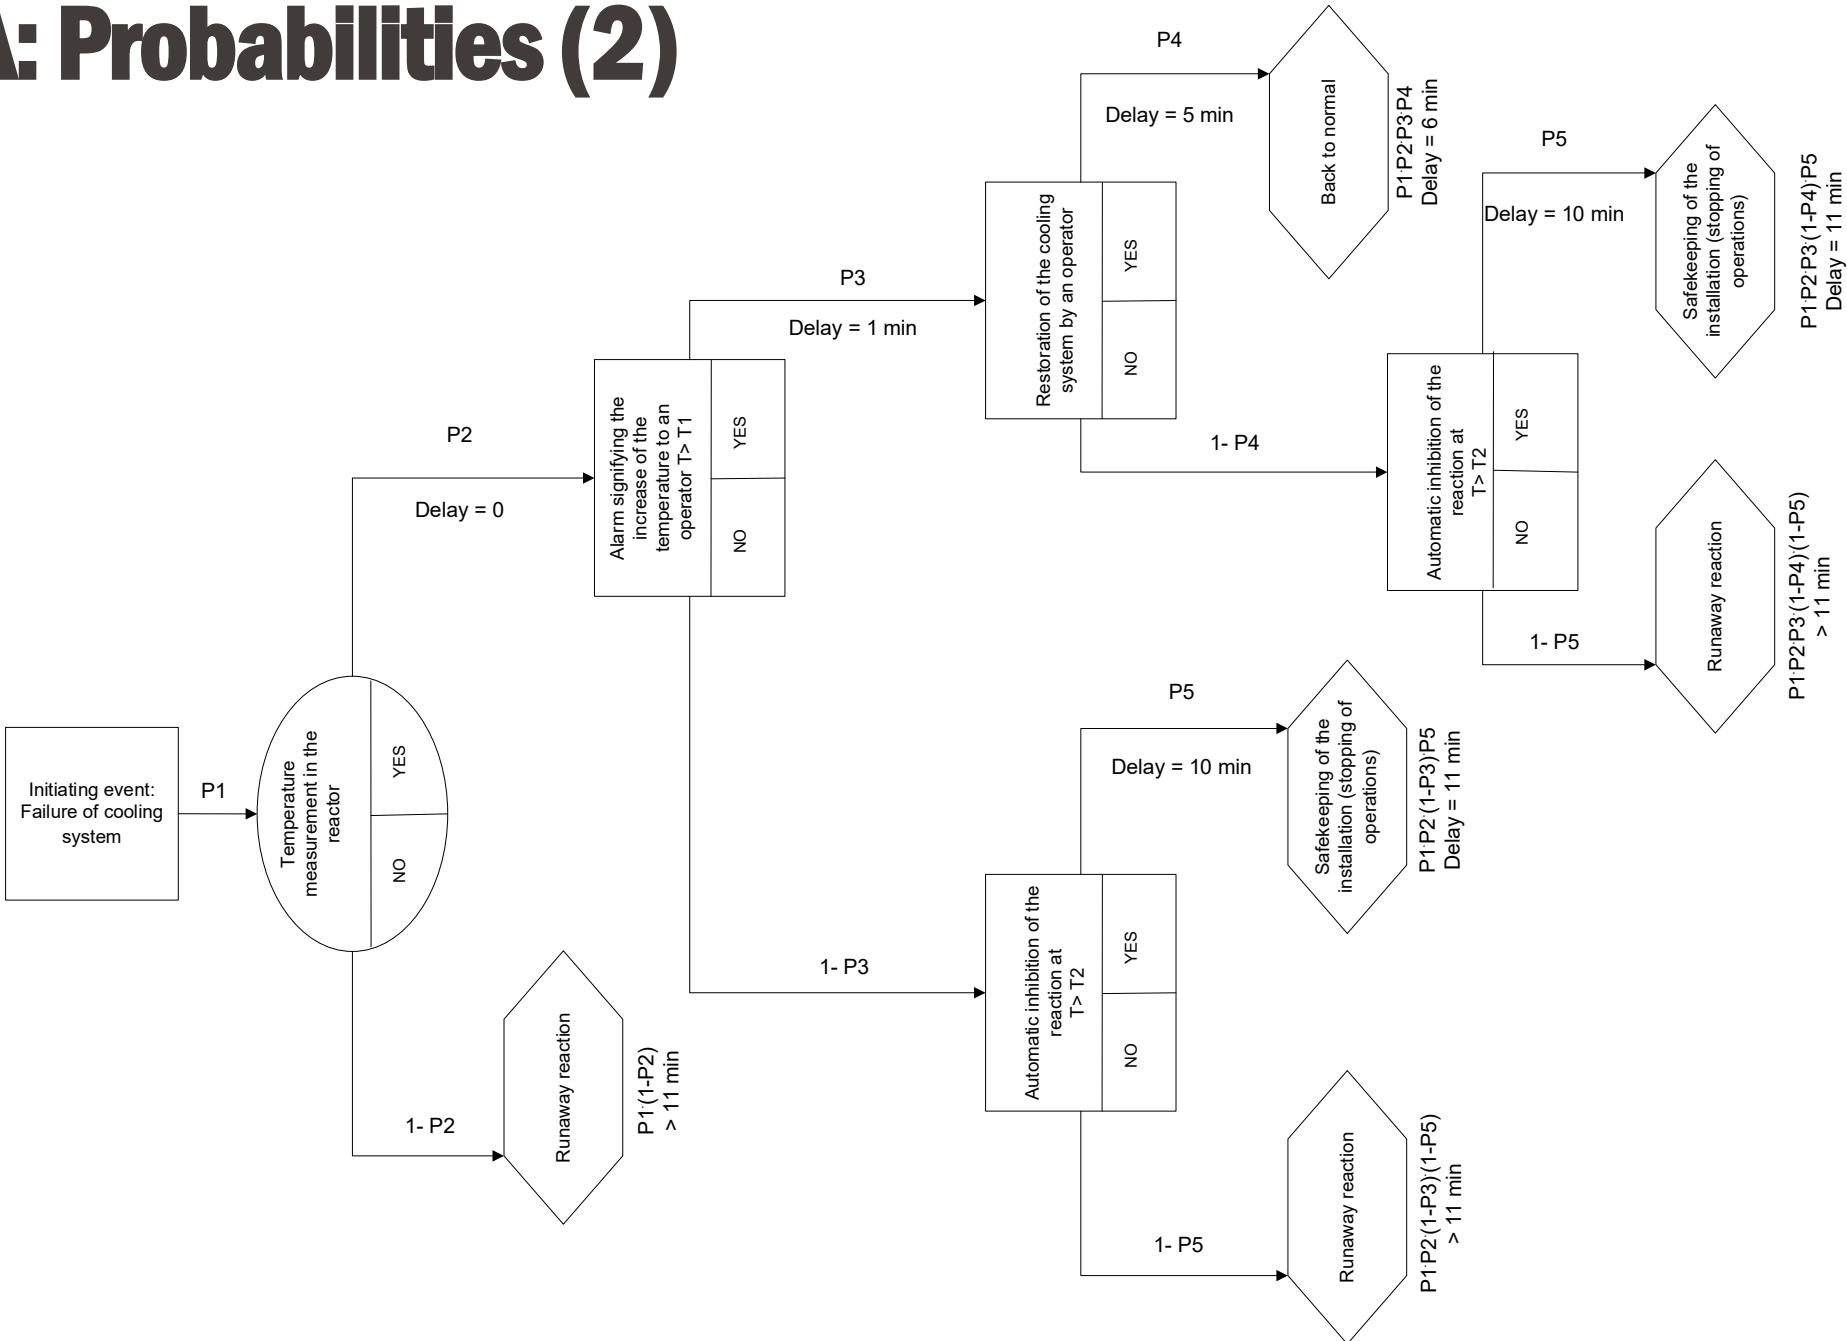 A: Probabilities (2)
Initiating event:
Failure of cooling
system
P1
Temperature
measurement in the
reactor
YES
NO
P2
Delay = 0
1- P2
Runaway reaction
P1·(1-P2)
> 11 min
Alarm signifying the
increase of the
temperature to an
operator T> T1
YES
NO
P3
Delay = 1 min
1- P3
Restoration of the cooling
system by an operator
YES
NO
P4
Delay = 5 min
Back to normal
P1·P2·P3·P4
Delay = 6 min
1- P4
Automatic inhibition of the
reaction at
T> T2
YES
NO
P5
Delay = 10 min
Safekeeping of the
installation (stopping of
operations)
P1·P2·P3·(1-P4)·P5
Delay = 11 min
1- P5
Runaway reaction
P1·P2·P3·(1-P4)·(1-P5)
> 11 min
Automatic inhibition of the
reaction at
T> T2
YES
NO
P5
Delay = 10 min
Safekeeping of the
installation (stopping of
operations)
P1·P2·(1-P3)·P5
Delay = 11 min
1- P5
Runaway reaction
P1·P2·(1-P3)·(1-P5)
> 11 min